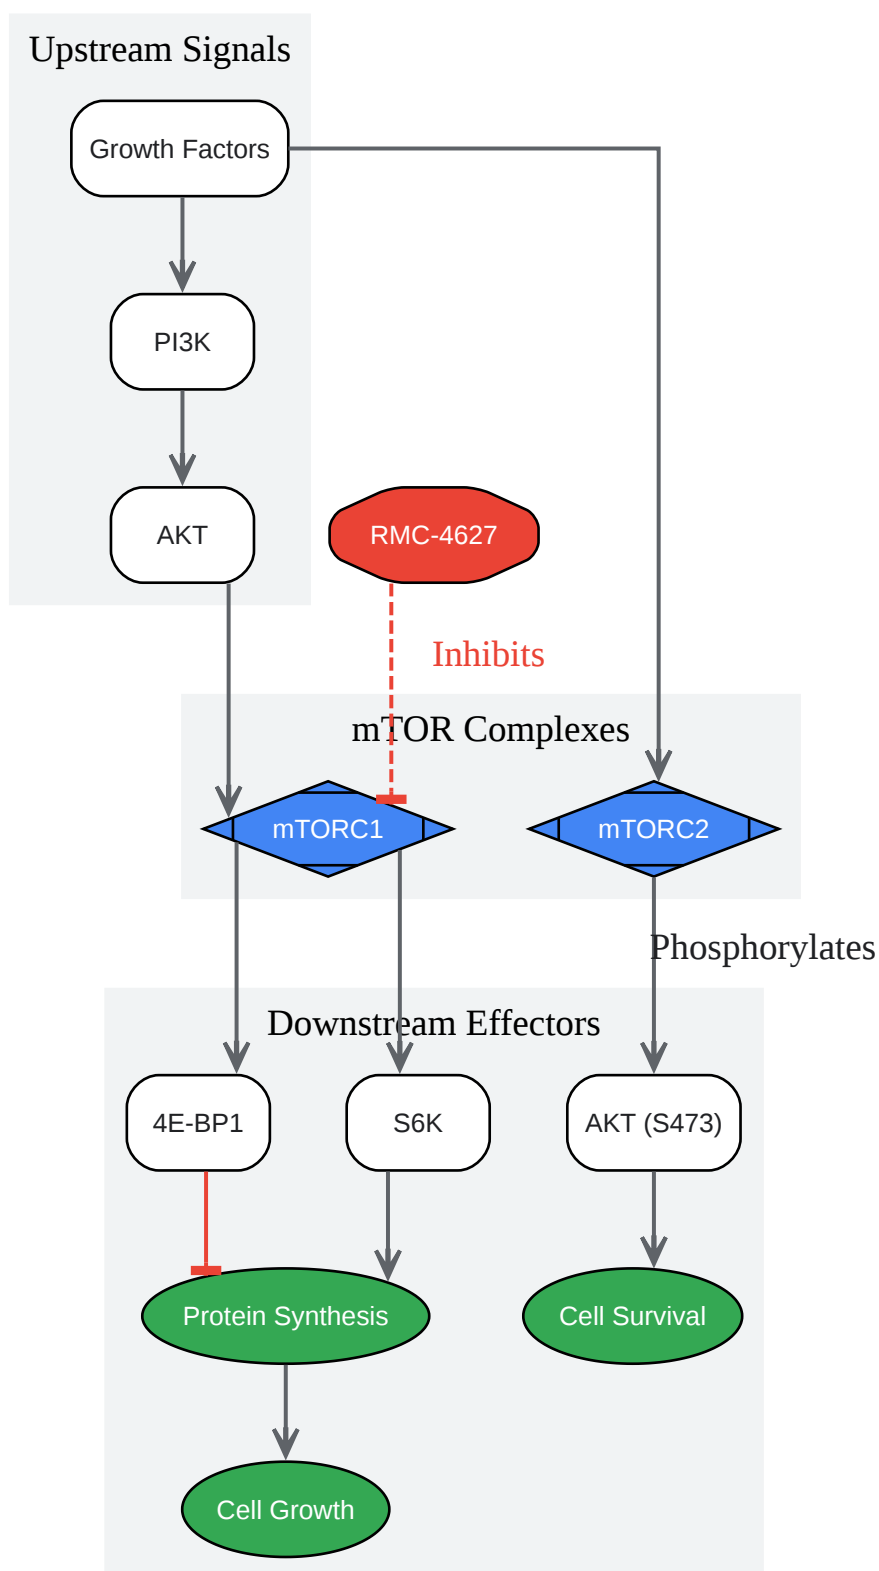 Upstream Signals
Growth Factors
PI3K
AKT
RMC-4627
Inhibits
mTOR Complexes
mTORC1
mTORC2
Phosphorylates
Downstream Effectors
4E-BP1
S6K
AKT (S473)
Protein Synthesis
Cell Survival
Cell Growth